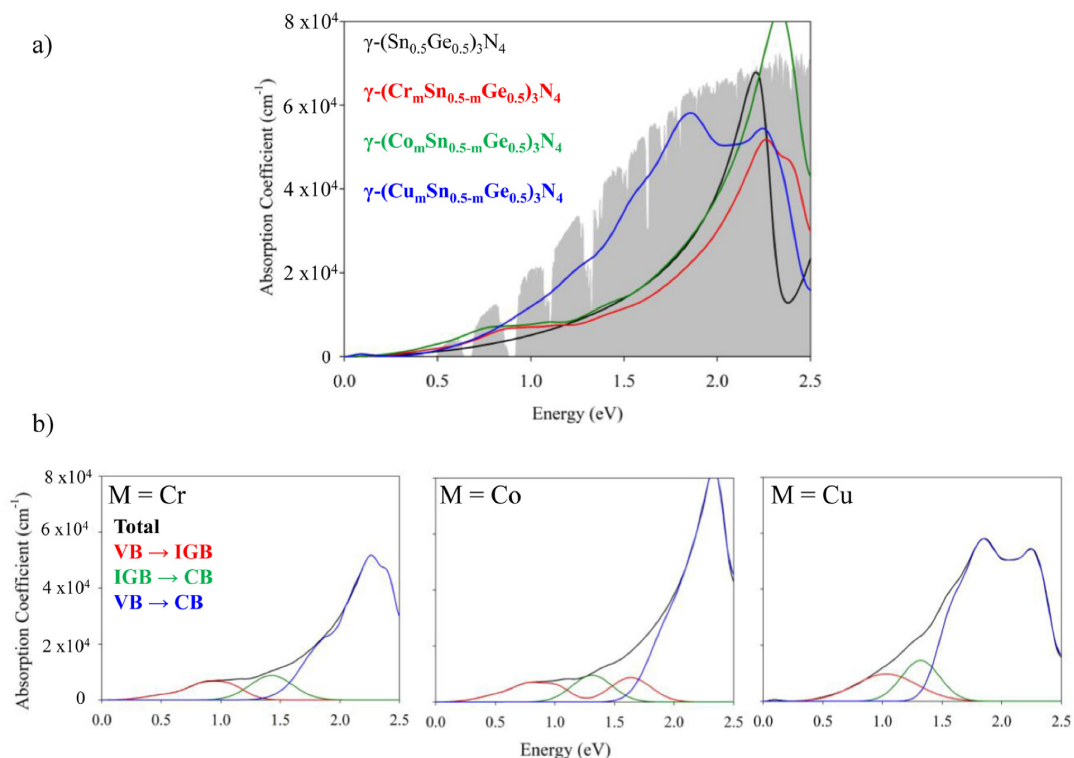 a)
8 x10⁴
6 x10⁴
4 x10⁴
2 x10⁴
0
Absorption Coefficient (cm⁻¹)
γ-(Sn₀.₅Ge₀.₅)₃N₄
γ-(CrₘSn₀.₅₋ₘGe₀.₅)₃N₄
γ-(CoₘSn₀.₅₋ₘGe₀.₅)₃N₄
γ-(CuₘSn₀.₅₋ₘGe₀.₅)₃N₄
0.0 0.5 1.0 1.5 2.0 2.5
Energy (eV)
b)
8 x10⁴
6 x10⁴
4 x10⁴
2 x10⁴
0
Absorption Coefficient (cm⁻¹)
M = Cr
Total
VB → IGB
IGB → CB
VB → CB
0.0 0.5 1.0 1.5 2.0 2.5
M = Co
0.0 0.5 1.0 1.5 2.0 2.5
M = Cu
0.0 0.5 1.0 1.5 2.0 2.5
Energy (eV)